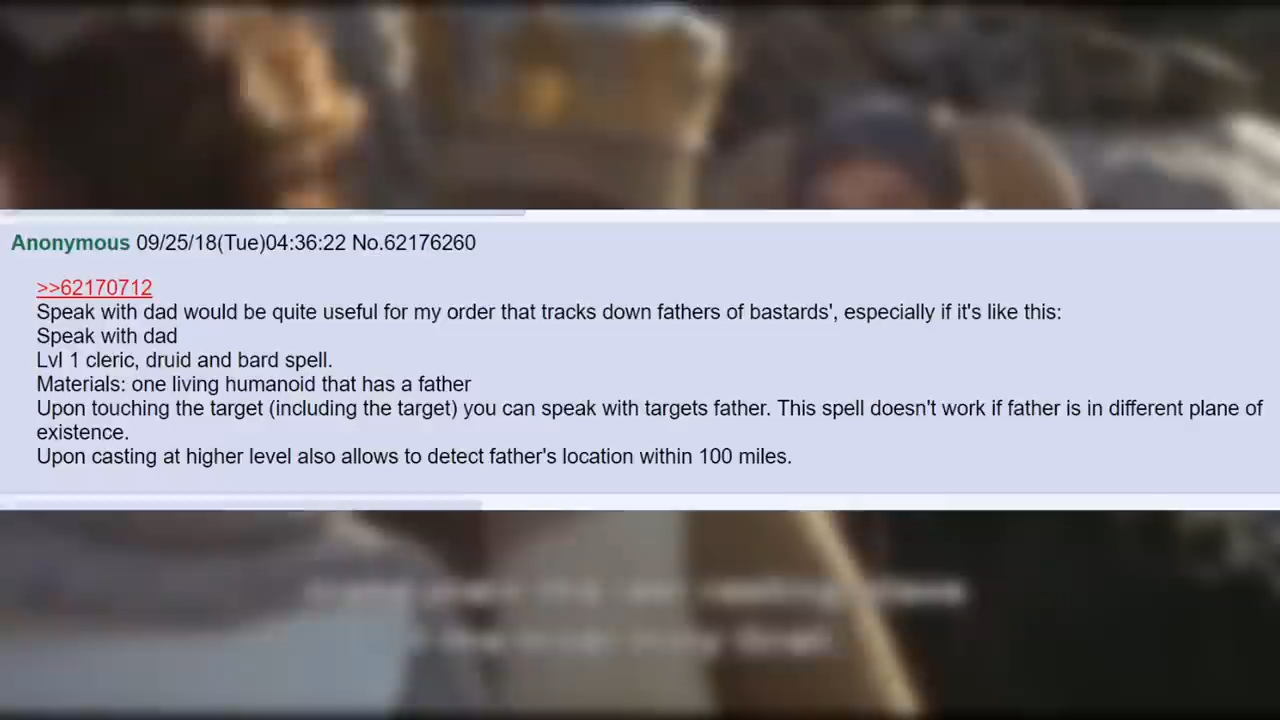 Anonymous 09/25/18(Tue)04:36:22 No.62176260
>>62170712
Speak with dad would be quite useful for my order that tracks down fathers of bastards', especially if it's like this:
Speak with dad
Lvl 1 cleric, druid and bard spell.
Materials: one living humanoid that has a father
Upon touching the target (including the target) you can speak with targets father. This spell doesn't work if father is in different plane of
existence.
Upon casting at higher level also allows to detect father's location within 100 miles.